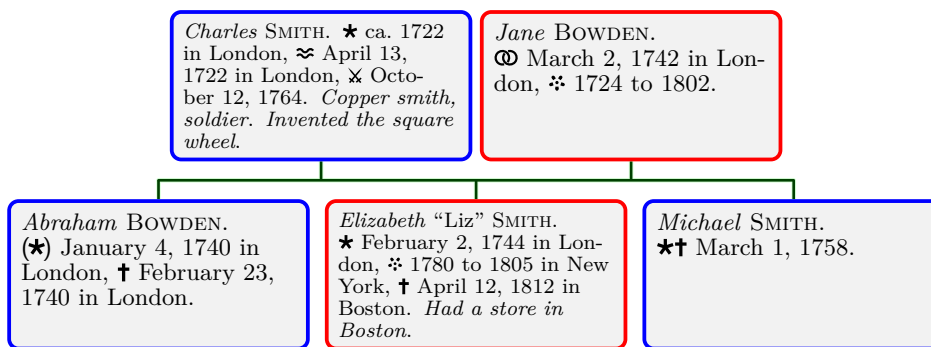 Charles SMITH. ★ ca. 1722
in London, ≈ April 13,
1722 in London, ⚔ Octo-
ber 12, 1764. Copper smith,
soldier. Invented the square
wheel.
Jane BOWDEN.
⚭ March 2, 1742 in Lon-
don, ⁘ 1724 to 1802.
Abraham BOWDEN.
(★) January 4, 1740 in
London, † February 23,
1740 in London.
Elizabeth “Liz” SMITH.
★ February 2, 1744 in Lon-
don, ⁘ 1780 to 1805 in New
York, † April 12, 1812 in
Boston. Had a store in
Boston.
Michael SMITH.
★† March 1, 1758.